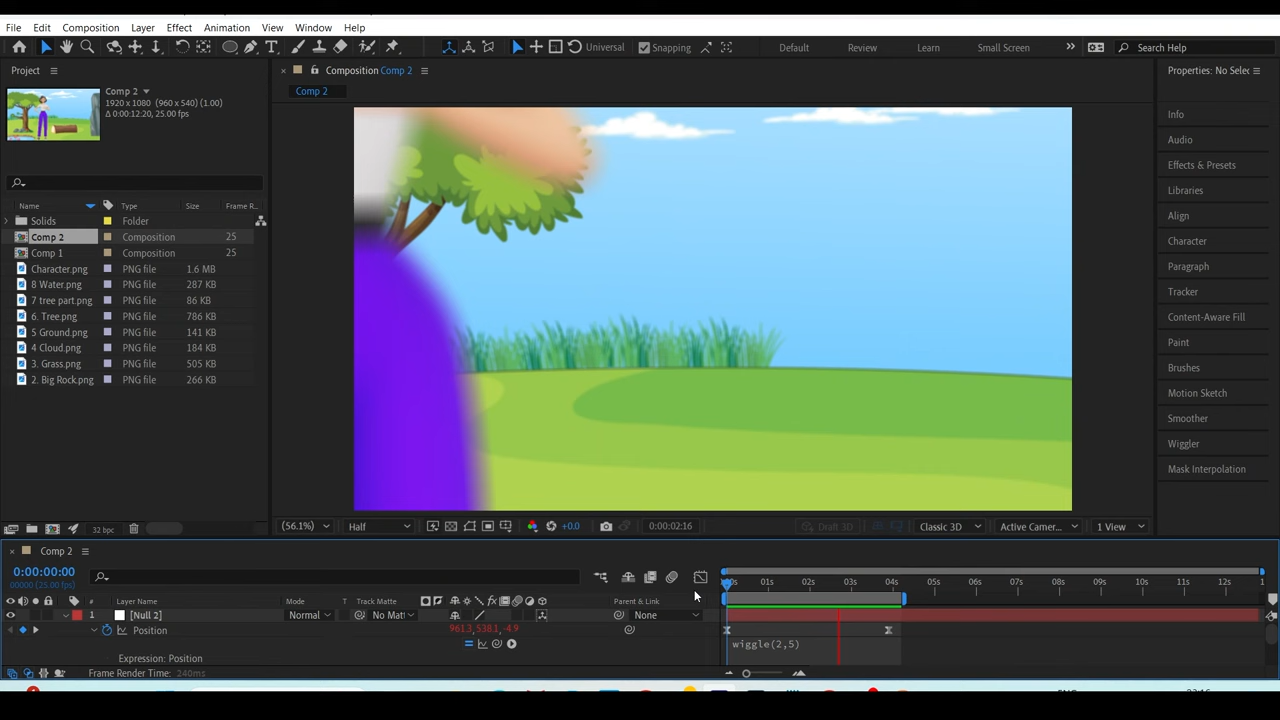 File Edit Composition Layer Effect Animation View Window Help
Universal Snapping Default Review Learn Small Screen Search Help
Project
Composition Comp 2
Properties: No Selec
Comp 2
Comp 2
1920 x 1080 (960 x 540) (1.00)
Δ 0:00:12:20, 25.00 fps
Info
Audio
Effects & Presets
Libraries
Align
Character
Paragraph
Tracker
Content-Aware Fill
Paint
Brushes
Motion Sketch
Smoother
Wiggler
Mask Interpolation
Name Type Size Frame R...
Solids Folder
Comp 2 Composition 25
Comp 1 Composition 25
Character.png PNG file 1.6 MB
8 Water.png PNG file 287 KB
7 tree part.png PNG file 86 KB
6. Tree.png PNG file 786 KB
5 Ground.png PNG file 141 KB
4 Cloud.png PNG file 184 KB
3. Grass.png PNG file 505 KB
2. Big Rock.png PNG file 266 KB
32 bpc
(56.1%) Half +0.0 0:00:02:16 Draft 3D Classic 3D Active Camer... 1 View
Comp 2
0:00:00:00
00000 (25.00 fps)
01s 02s 03s 04s 05s 06s 07s 08s 09s 10s 11s 12s 1
# Layer Name Mode T Track Matte Parent & Link
1 [Null 2] Normal No Matt None
Position 961.3,538.1,-4.9
wiggle(2,5)
Expression: Position
Frame Render Time: 240ms